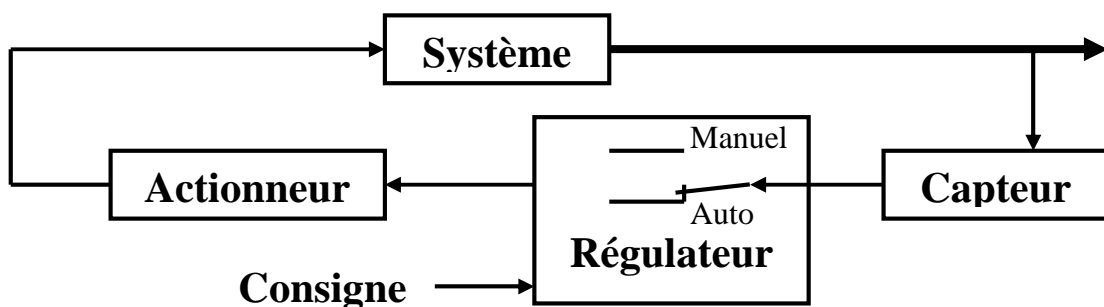 Système
Manuel
Actionneur
Capteur
Auto
Régulateur
Consigne